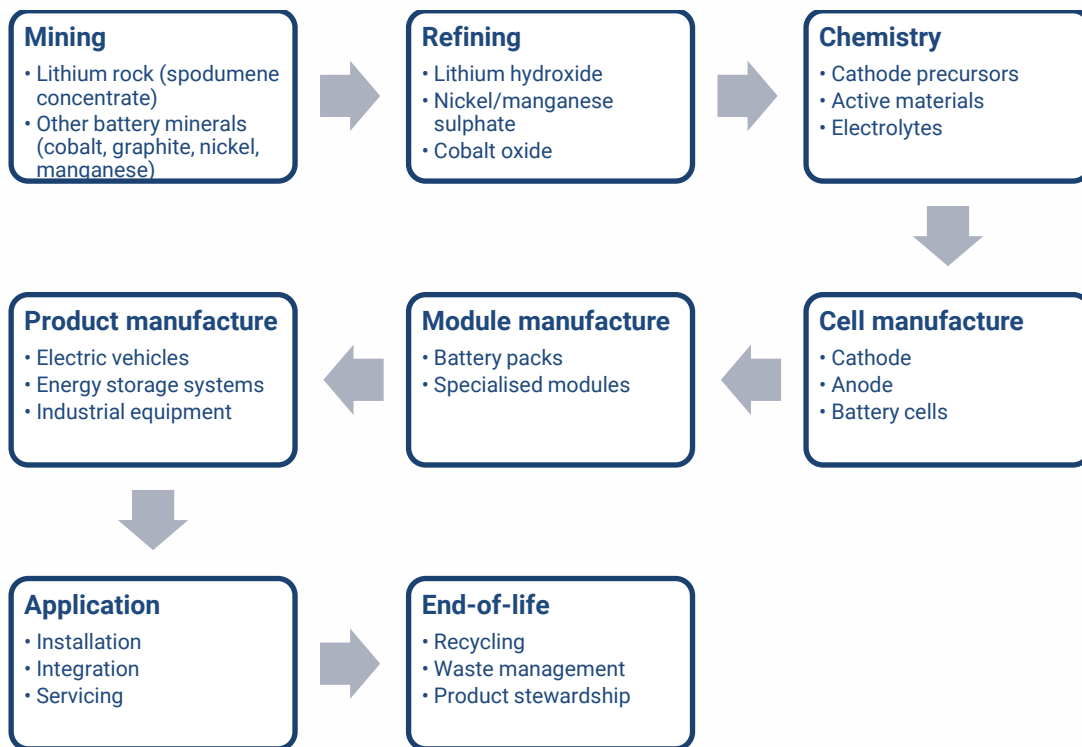 Mining
• Lithium rock (spodumene
concentrate)
• Other battery minerals
(cobalt, graphite, nickel,
manganese)
Refining
• Lithium hydroxide
• Nickel/manganese
sulphate
• Cobalt oxide
Chemistry
• Cathode precursors
• Active materials
• Electrolytes
Cell manufacture
• Cathode
• Anode
• Battery cells
Module manufacture
• Battery packs
• Specialised modules
Product manufacture
• Electric vehicles
• Energy storage systems
• Industrial equipment
Application
• Installation
• Integration
• Servicing
End-of-life
• Recycling
• Waste management
• Product stewardship